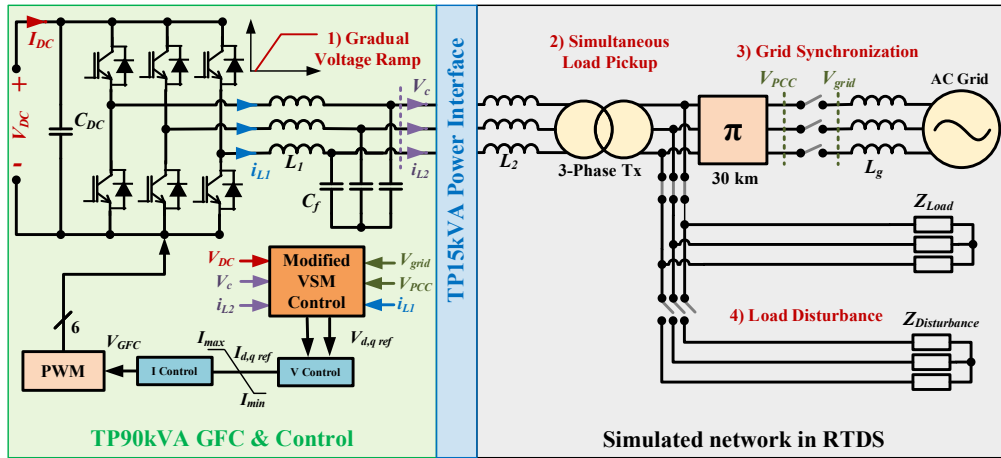 I_DC
+
V_DC
-
C_DC
1) Gradual
Voltage Ramp
i_L1
L_1
C_f
V_c
i_L2
V_DC
V_c
i_L2
Modified
VSM
Control
V_grid
V_PCC
i_L1
V_d,q ref
6
V_GFC
PWM
I Control
I_max
I_d,q ref
I_min
V Control
TP90kVA GFC & Control
TP15kVA Power Interface
2) Simultaneous
Load Pickup
L_2
3-Phase Tx
3) Grid Synchronization
V_PCC
V_grid
AC Grid
π
30 km
L_g
Z_Load
4) Load Disturbance
Z_Disturbance
Simulated network in RTDS